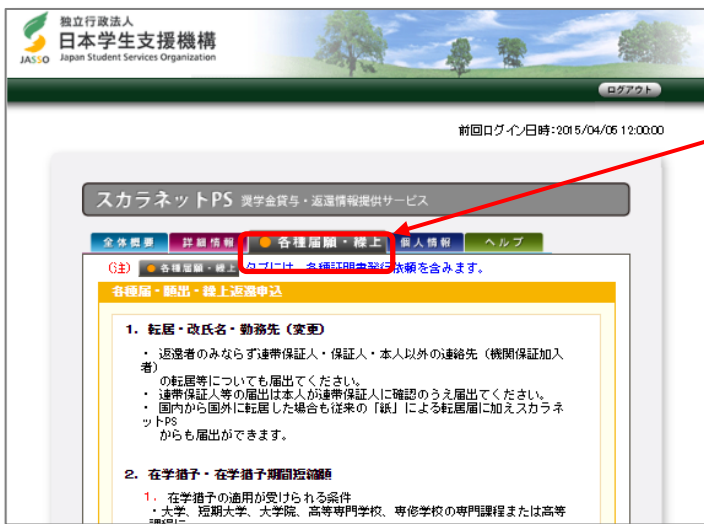 独立行政法人
日本学生支援機構
JASSO Japan Student Services Organization
ログアウト
前回ログイン日時:2015/04/05 12:00:00
スカラネットPS 奨学金貸与・返還情報提供サービス
全体概要 詳細情報 ● 各種届願・繰上 個人情報 ヘルプ
(注) ● 各種届願・繰上 タブには、各種証明書発行依頼を含みます。
各種届・願出・繰上返還申込
1. 転居・改氏名・勤務先（変更）
・ 返還者のみならず連帯保証人・保証人・本人以外の連絡先（機関保証加入
者）
の転居等についても届出てください。
・ 連帯保証人等の届出は本人が連帯保証人に確認のうえ届出てください。
・ 国内から国外に転居した場合も従来の「紙」による転居届に加えスカラネ
ットPS
からも届出ができます。
2. 在学猶予・在学猶予期間短縮願
1. 在学猶予の適用が受けられる条件
・大学、短期大学、大学院、高等専門学校、専修学校の専門課程または高等